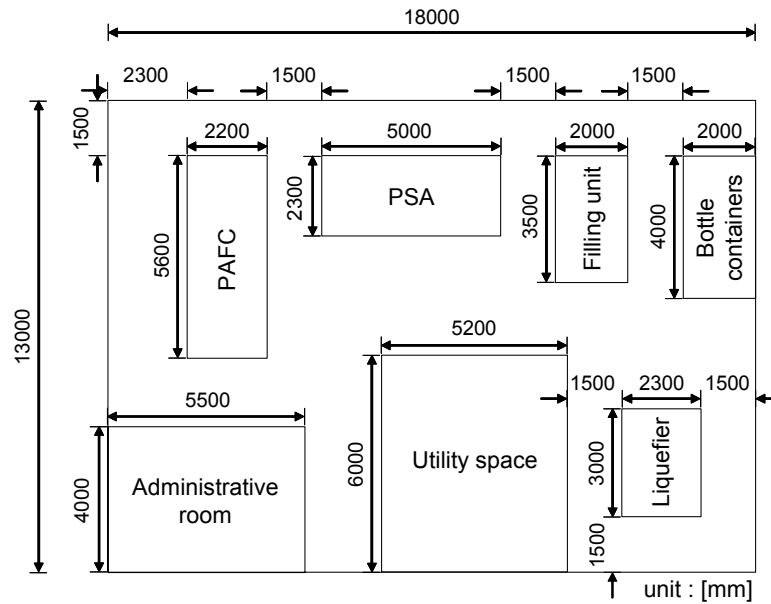 18000
2300
1500
1500
1500
1500
2200
5000
2000
2000
PSA
2300
3500
Filling unit
4000
Bottle
containers
5600
PAFC
13000
5200
5500
1500
2300
1500
Administrative
room
4000
Utility space
6000
3000
Liquefier
1500
unit : [mm]